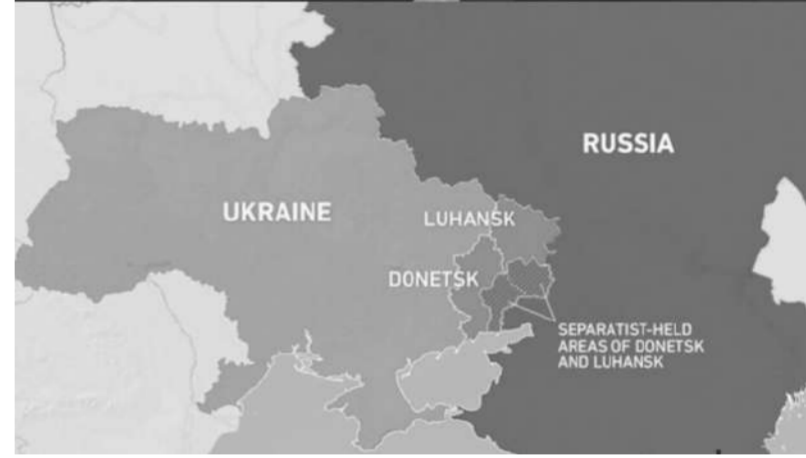 RUSSIA
UKRAINE
LUHANSK
DONETSK
SEPARATIST-HELD
AREAS OF DONETSK
AND LUHANSK